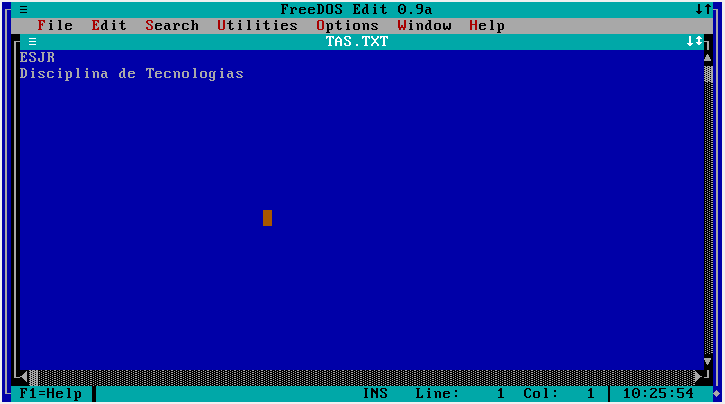 FreeDOS Edit 0.9a
File Edit Search Utilities Options Window Help
TAS.TXT
ESJR
Disciplina de Tecnologias
F1=Help INS Line: 1 Col: 1 10:25:54